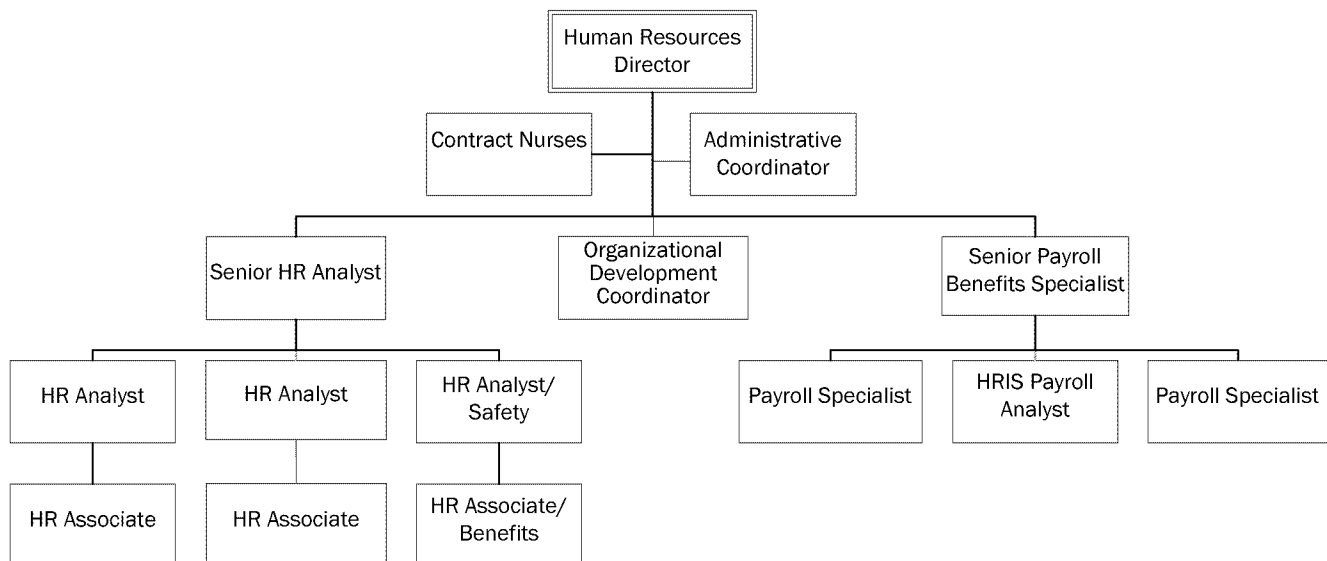 Human Resources
Director
Contract Nurses
Administrative
Coordinator
Senior HR Analyst
Organizational
Development
Coordinator
Senior Payroll
Benefits Specialist
HR Analyst
HR Analyst
HR Analyst/
Safety
Payroll Specialist
HRIS Payroll
Analyst
Payroll Specialist
HR Associate
HR Associate
HR Associate/
Benefits